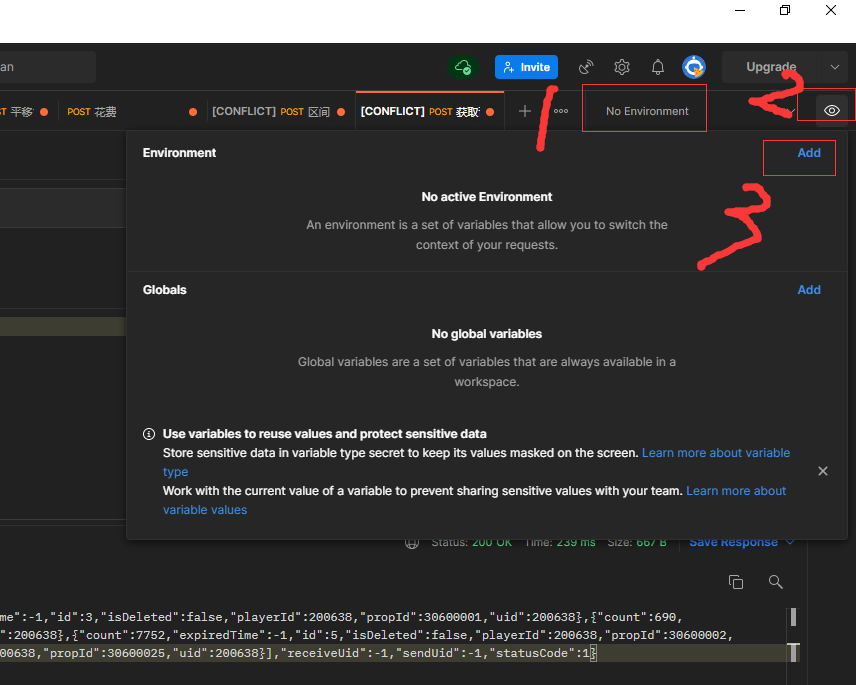 an
Invite
Upgrade
ST 平移
POST 花费
[CONFLICT] POST 区间
[CONFLICT] POST 获取
No Environment
1
2
Environment
Add
No active Environment
An environment is a set of variables that allow you to switch the
context of your requests.
3
Globals
Add
No global variables
Global variables are a set of variables that are always available in a
workspace.
Use variables to reuse values and protect sensitive data
Store sensitive data in variable type secret to keep its values masked on the screen. Learn more about variable
type
Work with the current value of a variable to prevent sharing sensitive values with your team. Learn more about
variable values
Status: 200 OK Time: 239 ms Size: 667 B Save Response
me":-1,"id":3,"isDeleted":false,"playerId":200638,"propId":30600001,"uid":200638},{"count":690,
":200638},{"count":7752,"expiredTime":-1,"id":5,"isDeleted":false,"playerId":200638,"propId":30600002,
00638,"propId":30600025,"uid":200638}],"receiveUid":-1,"sendUid":-1,"statusCode":1}